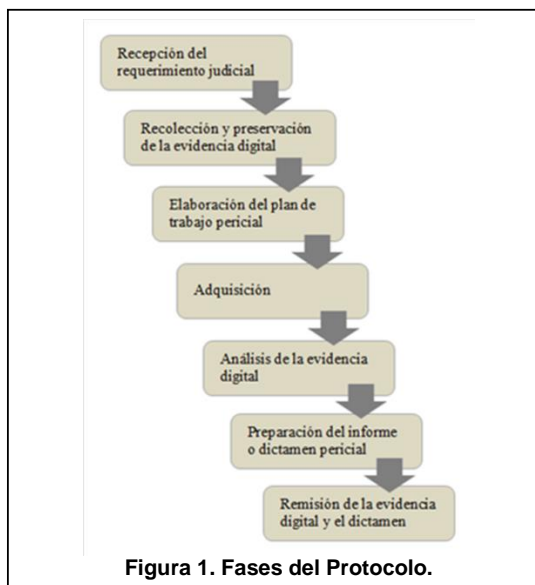 Recepción del
requerimiento judicial
Recolección y preservación
de la evidencia digital
Elaboración del plan de
trabajo pericial
Adquisición
Análisis de la evidencia
digital
Preparación del informe
o dictamen pericial
Remisión de la evidencia
digital y el dictamen
Figura 1. Fases del Protocolo.